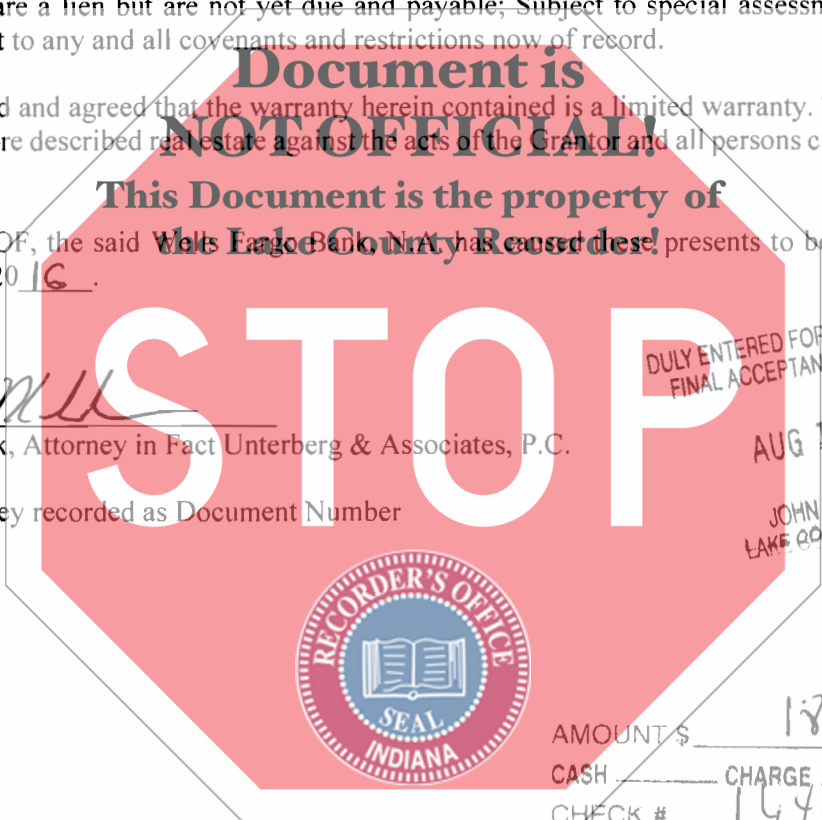 are a lien but are not yet due and payable; Subject to special assessm
t to any and all covenants and restrictions now of record.
Document is
d and agreed that the warranty herein contained is a limited warranty.
NOT OFFICIAL!
re described real estate against the acts of the Grantor and all persons c
This Document is the property of
OF, the said Wells Fargo Bank, N.A. has caused these presents to be
the Lake County Recorder!
20 16.
STOP
DULY ENTERED FOR
FINAL ACCEPTAN
k, Attorney in Fact Unterberg & Associates, P.C.
AUG 1
ey recorded as Document Number
JOHN
LAKE CO
RECORDER'S OFFICE
SEAL
INDIANA
AMOUNT $ 18
CASH CHARGE
CHECK # 164